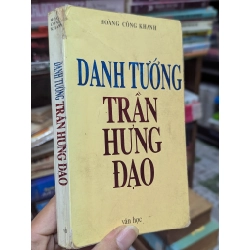 HOÀNG CÔNG KHANH
DANH TƯỚNG
TRẦN
HƯNG
ĐẠO
văn học
DANH TƯỚNG TRẦN HƯNG ĐẠO